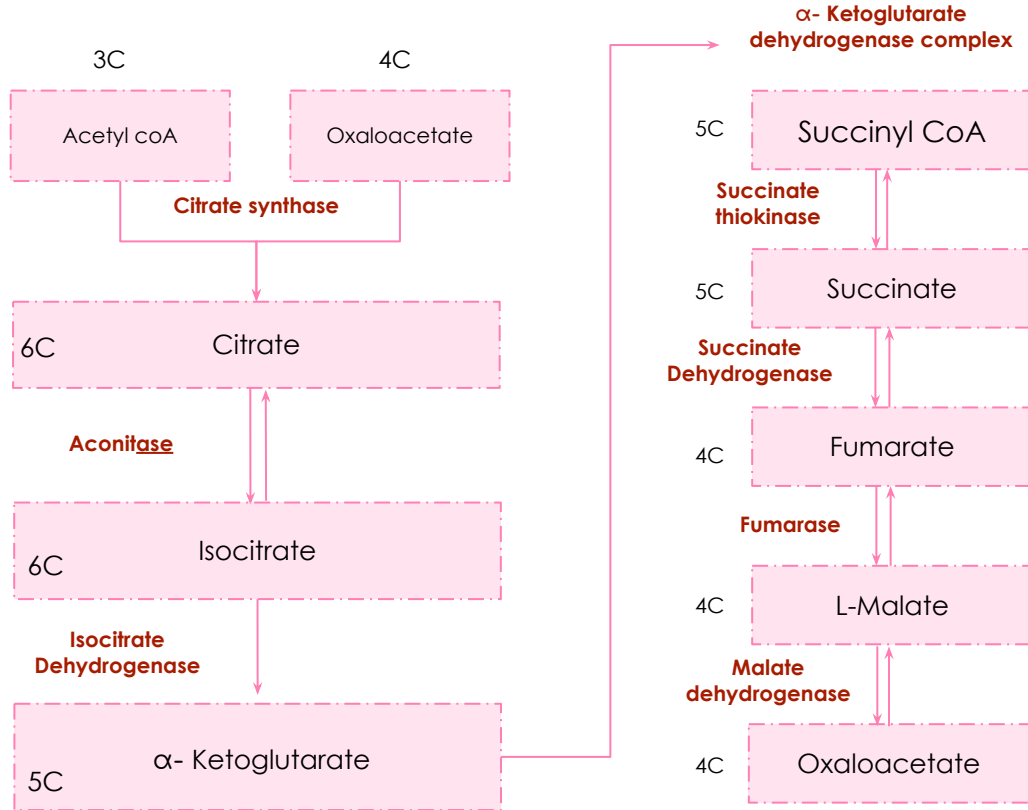 3C
4C
Acetyl coA
Oxaloacetate
Citrate synthase
6C
Citrate
Aconitase
6C
Isocitrate
Isocitrate
Dehydrogenase
5C
α- Ketoglutarate
α- Ketoglutarate
dehydrogenase complex
5C
Succinyl CoA
Succinate
thiokinase
5C
Succinate
Succinate
Dehydrogenase
4C
Fumarate
Fumarase
4C
L-Malate
Malate
dehydrogenase
4C
Oxaloacetate